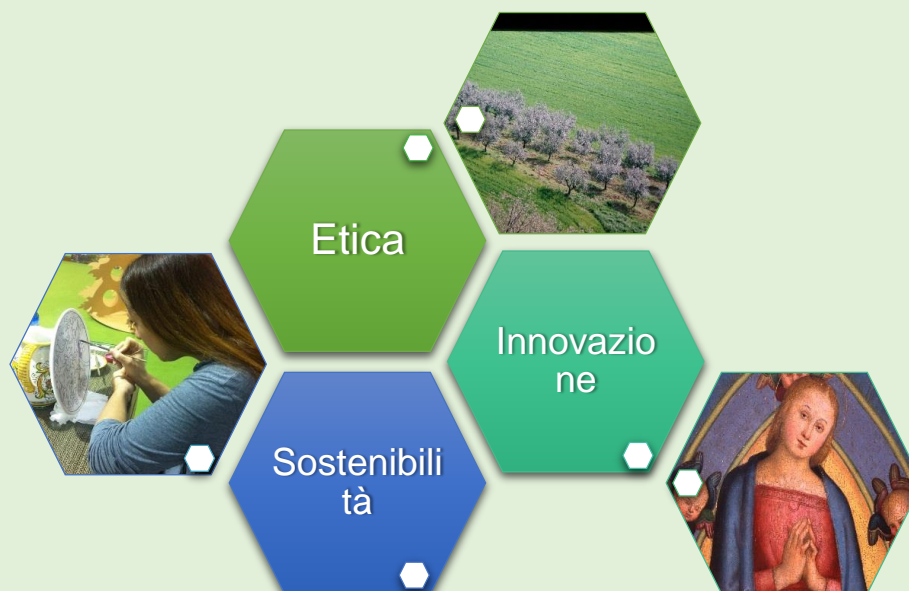 Etica
Innovazio
ne
Sostenibili
tà